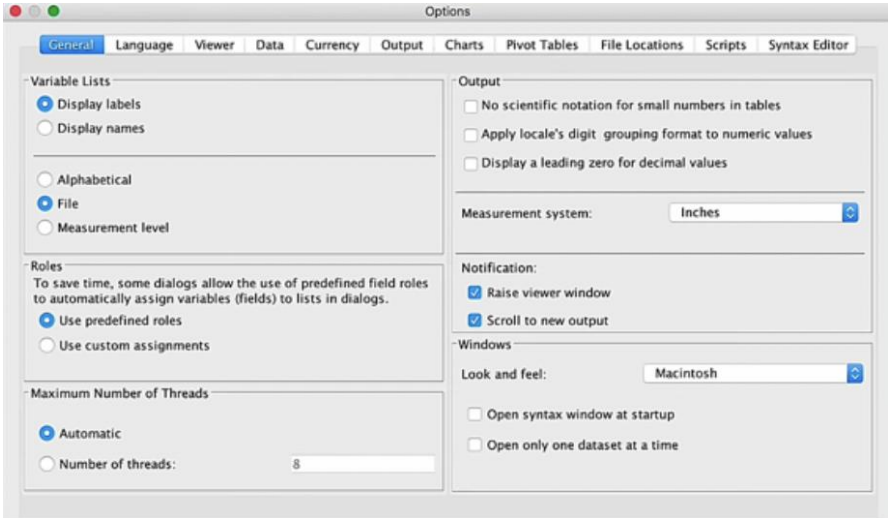 Options
General Language Viewer Data Currency Output Charts Pivot Tables File Locations Scripts Syntax Editor
Variable Lists
Display labels
Display names
Alphabetical
File
Measurement level
Roles
To save time, some dialogs allow the use of predefined field roles
to automatically assign variables (fields) to lists in dialogs.
Use predefined roles
Use custom assignments
Maximum Number of Threads
Automatic
Number of threads: 8
Output
No scientific notation for small numbers in tables
Apply locale's digit grouping format to numeric values
Display a leading zero for decimal values
Measurement system: Inches
Notification:
Raise viewer window
Scroll to new output
Windows
Look and feel: Macintosh
Open syntax window at startup
Open only one dataset at a time